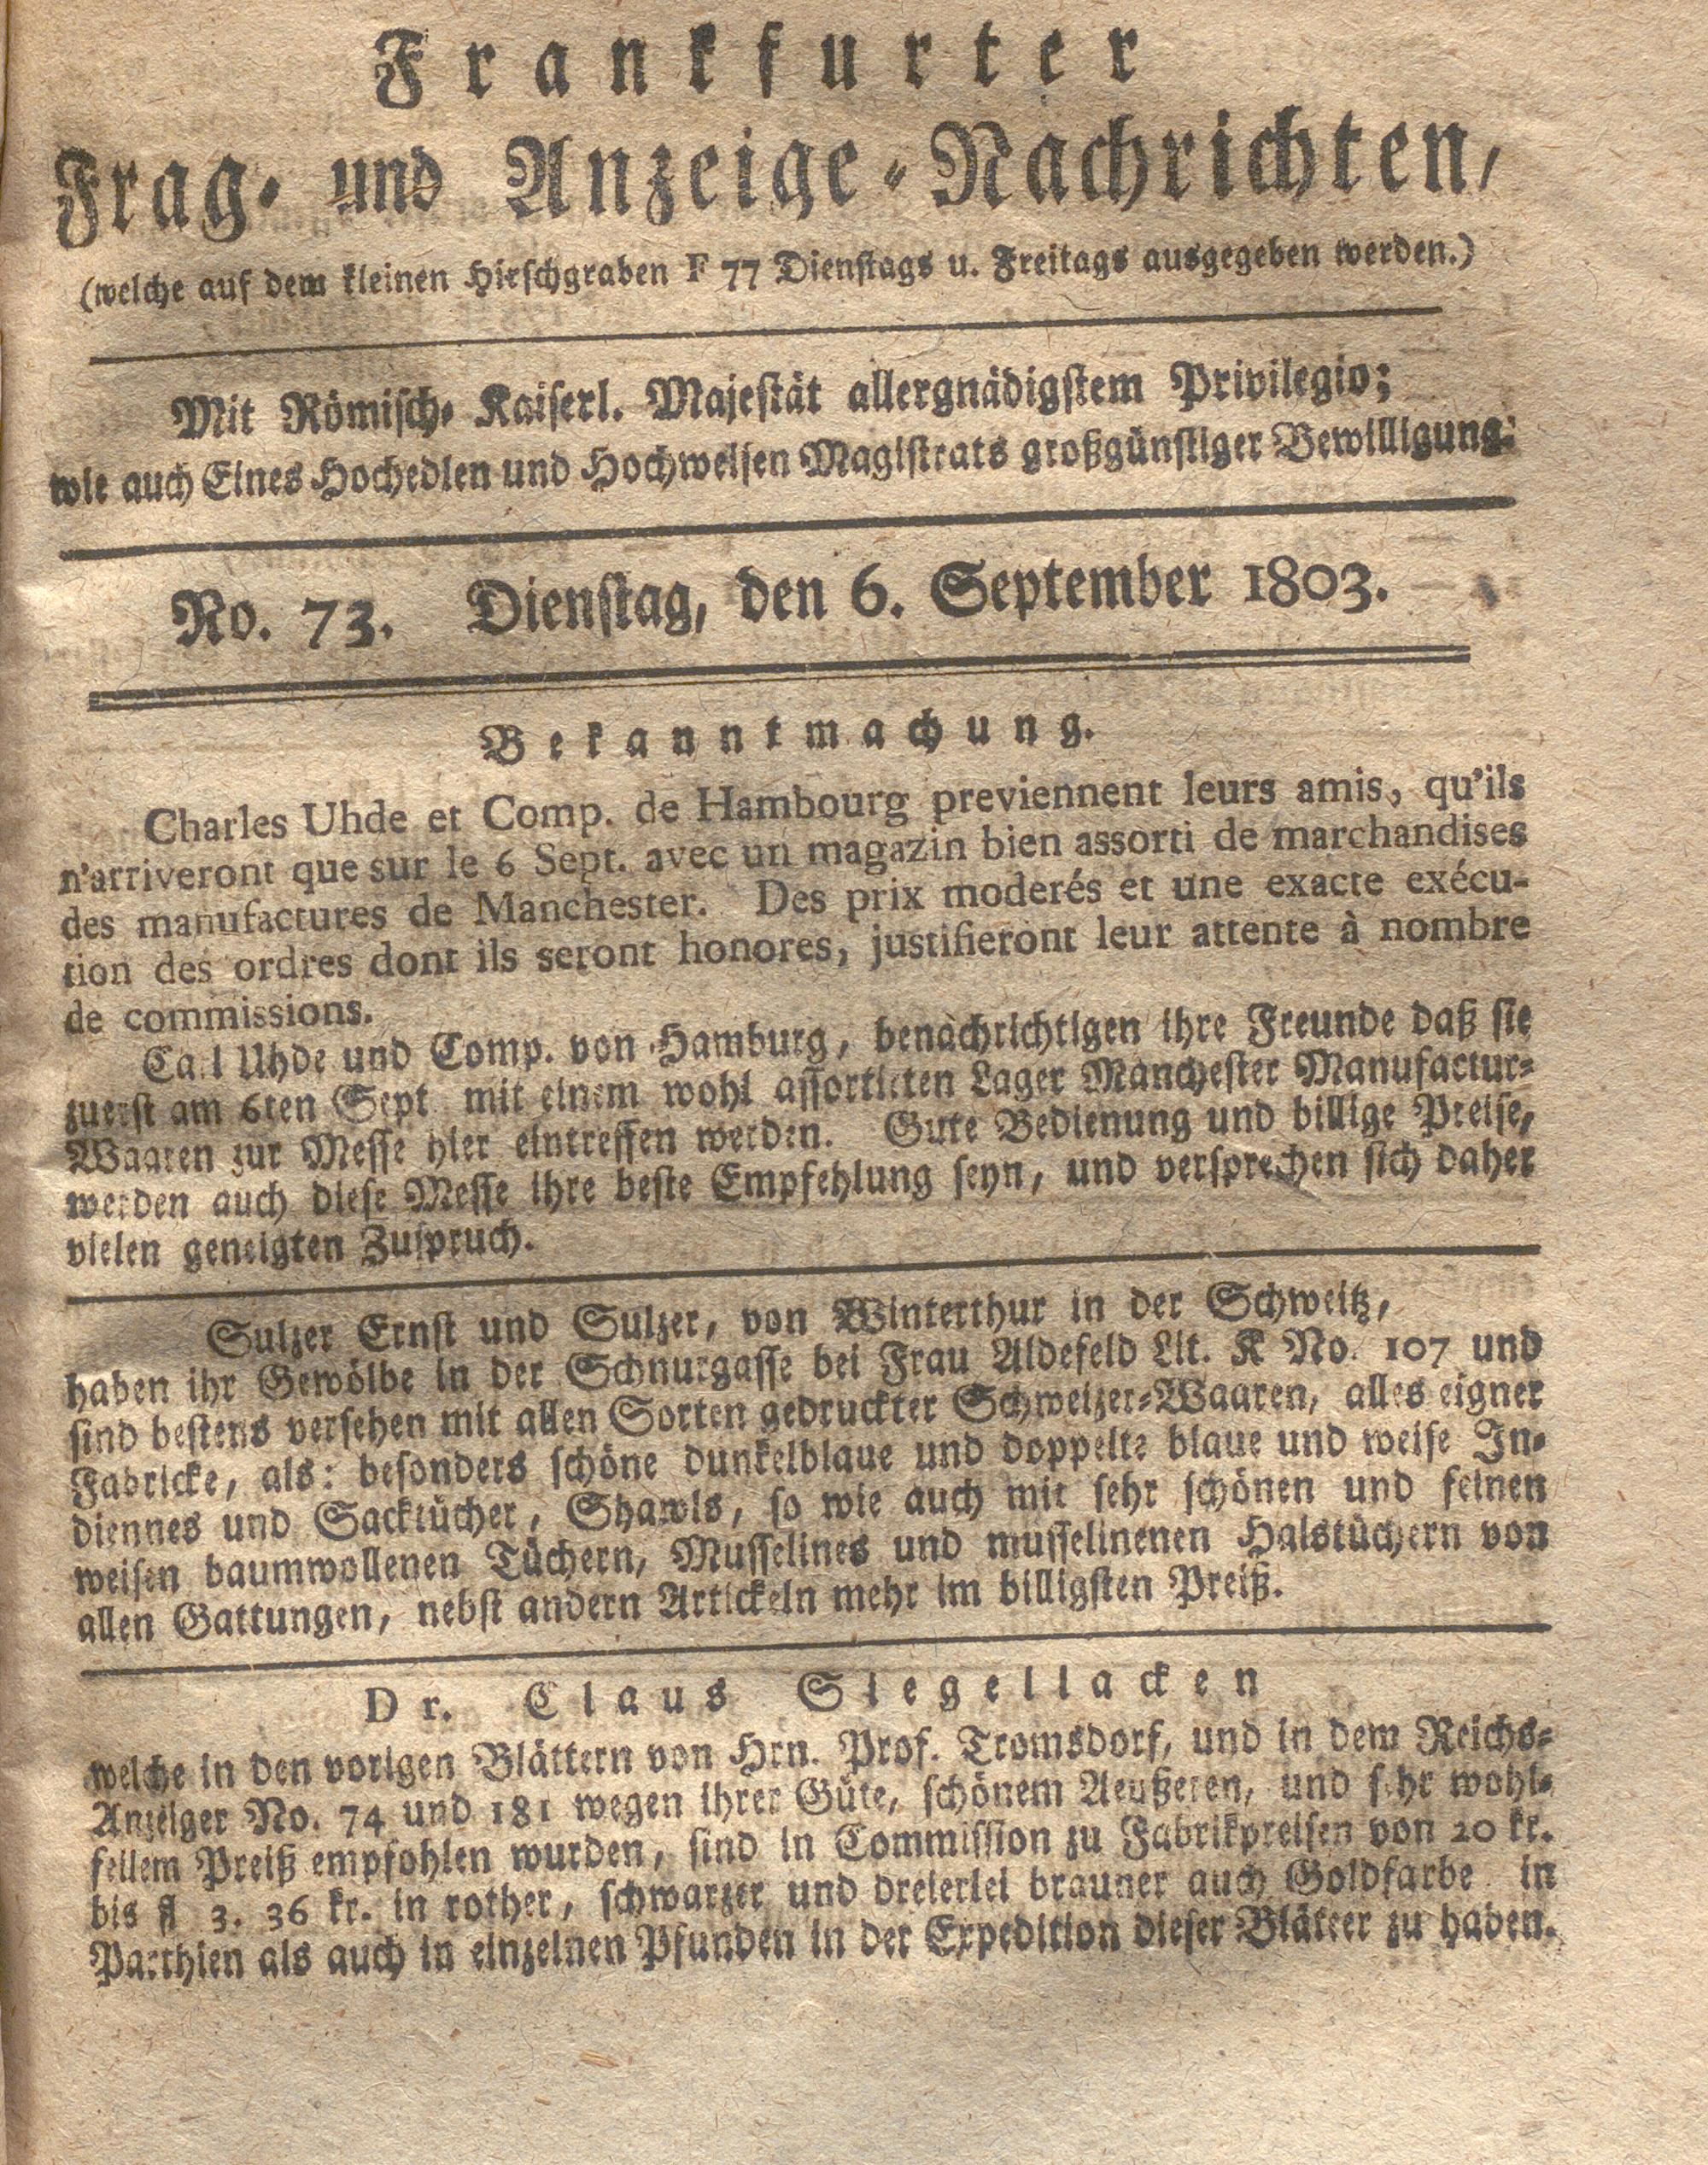 Frankfurter
Frag- und Anzeige-Nachrichten,
(welche auf dem kleinen Hirschgraben F 77 Dienstags u. Freitags ausgegeben werden.)
Mit Römisch- Kaiserl. Majestät allergnädigstem Privilegio;
wie auch Eines Hochedlen und Hochweisen Magistrats großgünstiger Bewilligung.
No. 73. Dienstag, den 6. September 1803.
Bekanntmachung.
Charles Uhde et Comp. de Hambourg previennent leurs amis, qu'ils
n'arriveront que sur le 6 Sept. avec un magazin bien assorti de marchandises
des manufactures de Manchester. Des prix moderés et une exacte exécu-
tion des ordres dont ils seront honores, justifieront leur attente à nombre
de commissions.
Carl Uhde und Comp. von Hamburg, benachrichtigen ihre Freunde daß sie
zuerst am 6ten Sept mit einem wohl assortirten Lager Manchester Manufactur-
Waaren zur Messe hier eintreffen werden. Gute Bedienung und billige Preise,
werden auch diese Messe ihre beste Empfehlung seyn, und versprechen sich daher
vielen geneigten Zuspruch.
Sulzer Ernst und Sulzer, von Winterthur in der Schweitz,
haben ihr Gewölbe in der Schnurgasse bei Frau Aldefeld Lit. K No. 107 und
sind bestens versehen mit allen Sorten gedruckter Schweizer-Waaren, alles eigner
Fabricke, als: besonders schöne dunkelblaue und doppelte blaue und weise In-
diennes und Sacktücher, Shawls, so wie auch mit sehr schönen und feinen
weisen baumwollenen Tüchern, Musselines und musselinenen Halstüchern von
allen Gattungen, nebst andern Artickeln mehr im billigsten Preiß.
Dr. Claus Siegellacken
welche in den vorigen Blättern von Hrn. Prof. Tromsdorf, und in dem Reichs-
Anzeiger No. 74 und 181 wegen ihrer Güte, schönem Aeußeren, und sehr wohl-
feilem Preiß empfohlen wurden, sind in Commission zu Fabrikpreisen von 20 kr.
bis fl 3. 36 kr. in rother, schwarzer und dreierlei brauner auch Goldfarbe in
Parthien als auch in einzelnen Pfunden in der Expedition dieser Blätter zu haben.